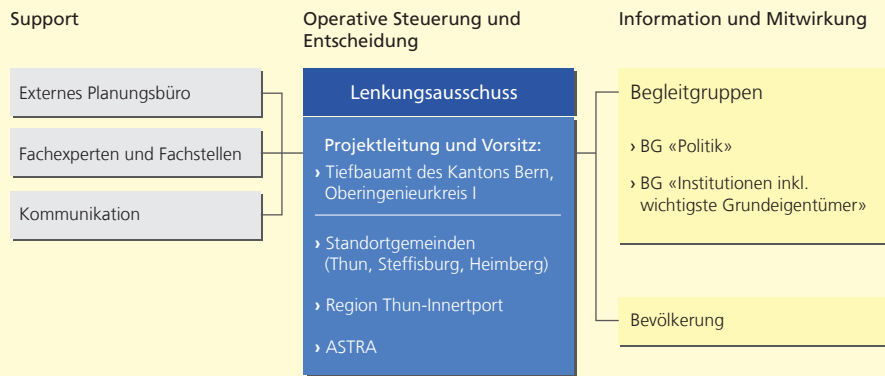 Support
Externes Planungsbüro
Fachexperten und Fachstellen
Kommunikation
Operative Steuerung und
Entscheidung
Lenkungsausschuss
Projektleitung und Vorsitz:
› Tiefbauamt des Kantons Bern,
Oberingenieurkreis I
› Standortgemeinden
(Thun, Steffisburg, Heimberg)
› Region Thun-Innertport
› ASTRA
Information und Mitwirkung
Begleitgruppen
› BG «Politik»
› BG «Institutionen inkl.
wichtigste Grundeigentümer»
Bevölkerung